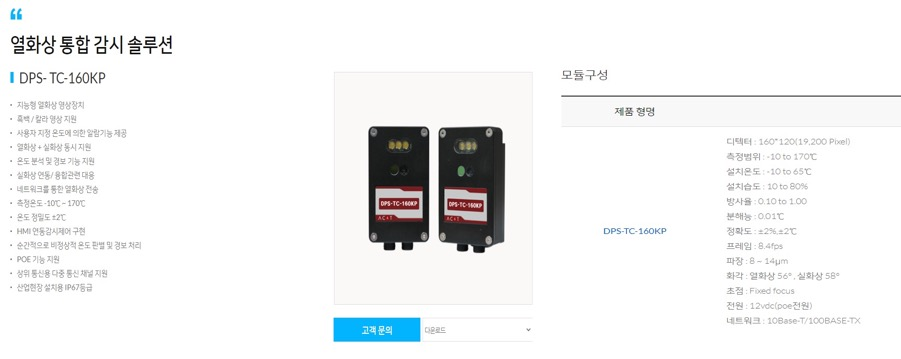 열화상 통합 감시 솔루션
DPS- TC-160KP
· 지능형 열화상 영상장치
· 흑백 / 칼라 영상 지원
· 사용자 지정 온도에 의한 알람기능 제공
· 열화상 + 실화상 동시 지원
· 온도 분석 및 경보 기능 지원
· 실화상 연동/ 융합관련 대응
· 네트워크를 통한 열화상 전송
· 측정온도 -10℃ ~ 170℃
· 온도 정밀도 ±2℃
· HMI 연동감시제어 구현
· 순간적으로 비정상적 온도 판별 및 경보 처리
· POE 기능 지원
· 상위 통신용 다중 통신 채널 지원
· 산업현장 설치용 IP67등급
DPS-TC-160KP
AC&T
DPS-TC-160KP
AC&T
고객 문의
다운로드
모듈구성
제품 형명
DPS-TC-160KP
디텍터 : 160*120(19,200 Pixel)
측정범위 : -10 to 170℃
설치온도 : -10 to 65℃
설치습도 : 10 to 80%
방사율 : 0.10 to 1.00
분해능 : 0.01℃
정확도 : ±2%,±2℃
프레임 : 8.4fps
파장 : 8 ~ 14μm
화각 : 열화상 56° , 실화상 58°
초점 : Fixed focus
전원 : 12vdc(poe전원)
네트워크 : 10Base-T/100BASE-TX